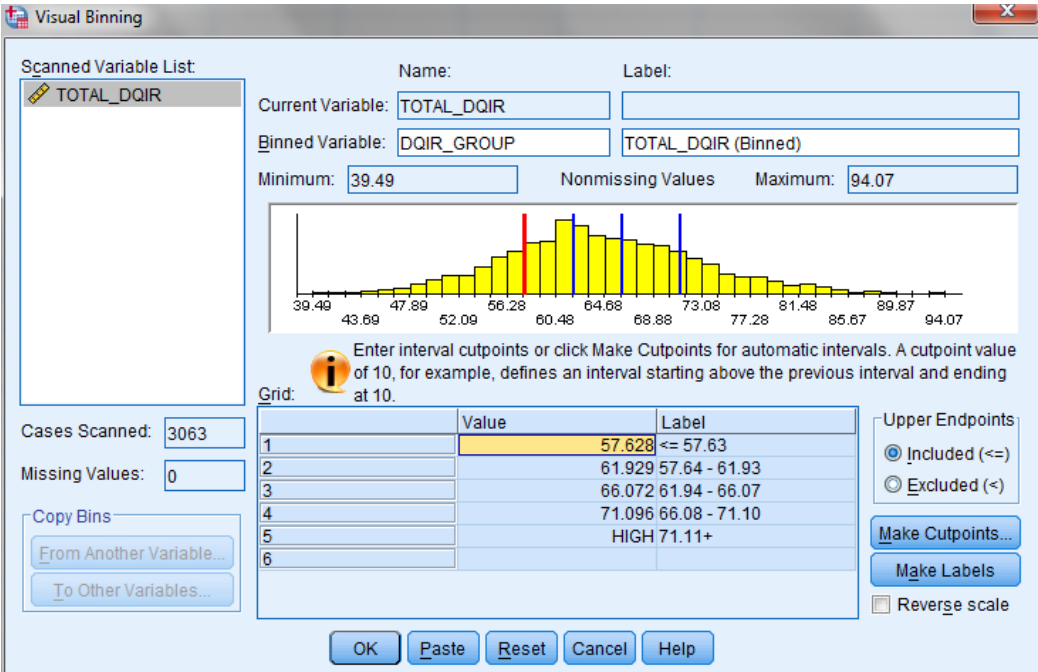 Visual Binning
Scanned Variable List:
TOTAL_DQIR
Name: Label:
Current Variable: TOTAL_DQIR
Binned Variable: DQIR_GROUP TOTAL_DQIR (Binned)
Minimum: 39.49 Nonmissing Values Maximum: 94.07
39.49 47.89 56.28 64.68 73.08 81.48 89.87
43.69 52.09 60.48 68.88 77.28 85.67 94.07
Enter interval cutpoints or click Make Cutpoints for automatic intervals. A cutpoint value
of 10, for example, defines an interval starting above the previous interval and ending
at 10.
Grid:
Value Label
1 57.628 <= 57.63
2 61.929 57.64 - 61.93
3 66.072 61.94 - 66.07
4 71.096 66.08 - 71.10
5 HIGH 71.11+
6
Cases Scanned: 3063
Missing Values: 0
Copy Bins
From Another Variable...
To Other Variables...
Upper Endpoints
Included (<=)
Excluded (<)
Make Cutpoints...
Make Labels
Reverse scale
OK Paste Reset Cancel Help